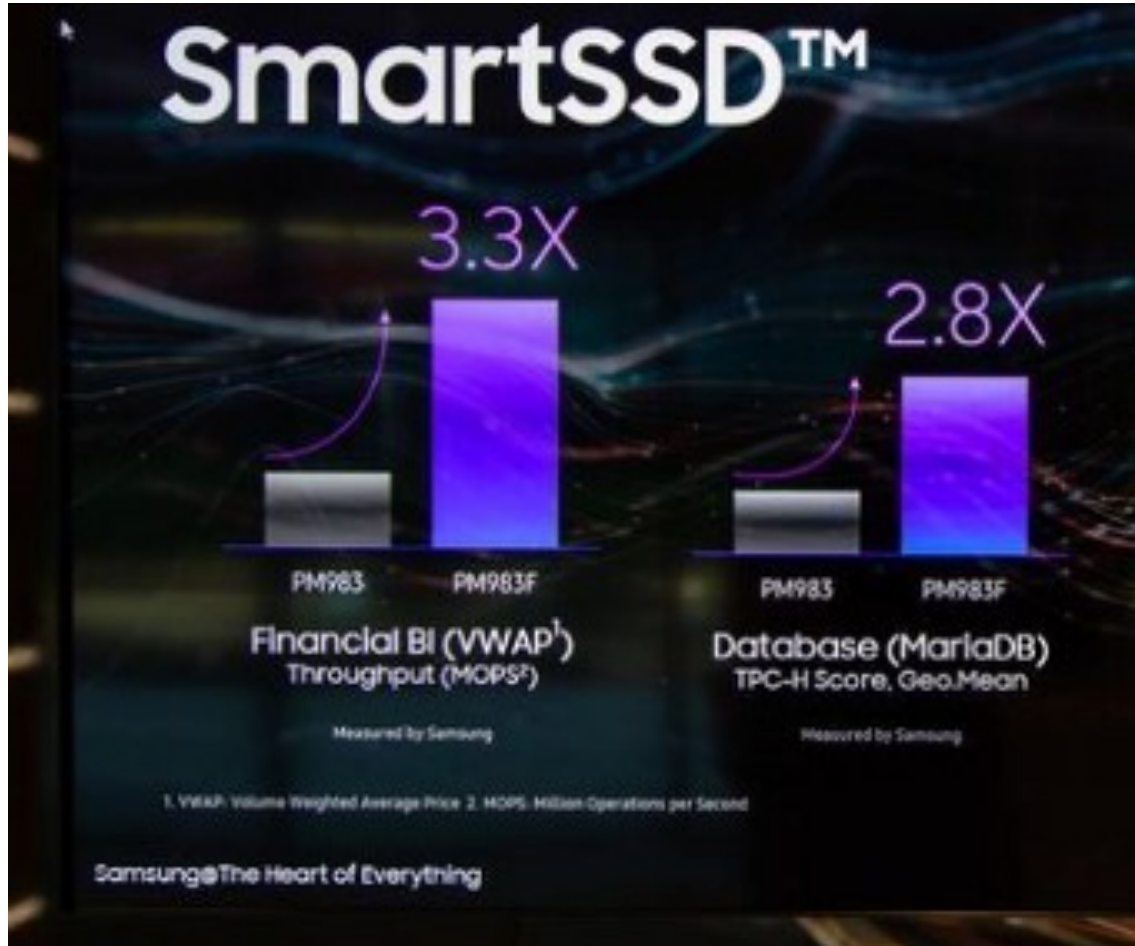 SmartSSD™
3.3X
2.8X
PM983 PM983F
PM983 PM983F
Financial BI (VWAP¹)
Throughput (MOPS²)
Database (MariaDB)
TPC-H Score, Geo.Mean
Measured by Samsung
Measured by Samsung
1. VWAP: Volume Weighted Average Price 2. MOPS: Million Operations per Second
Samsung@The Heart of Everything